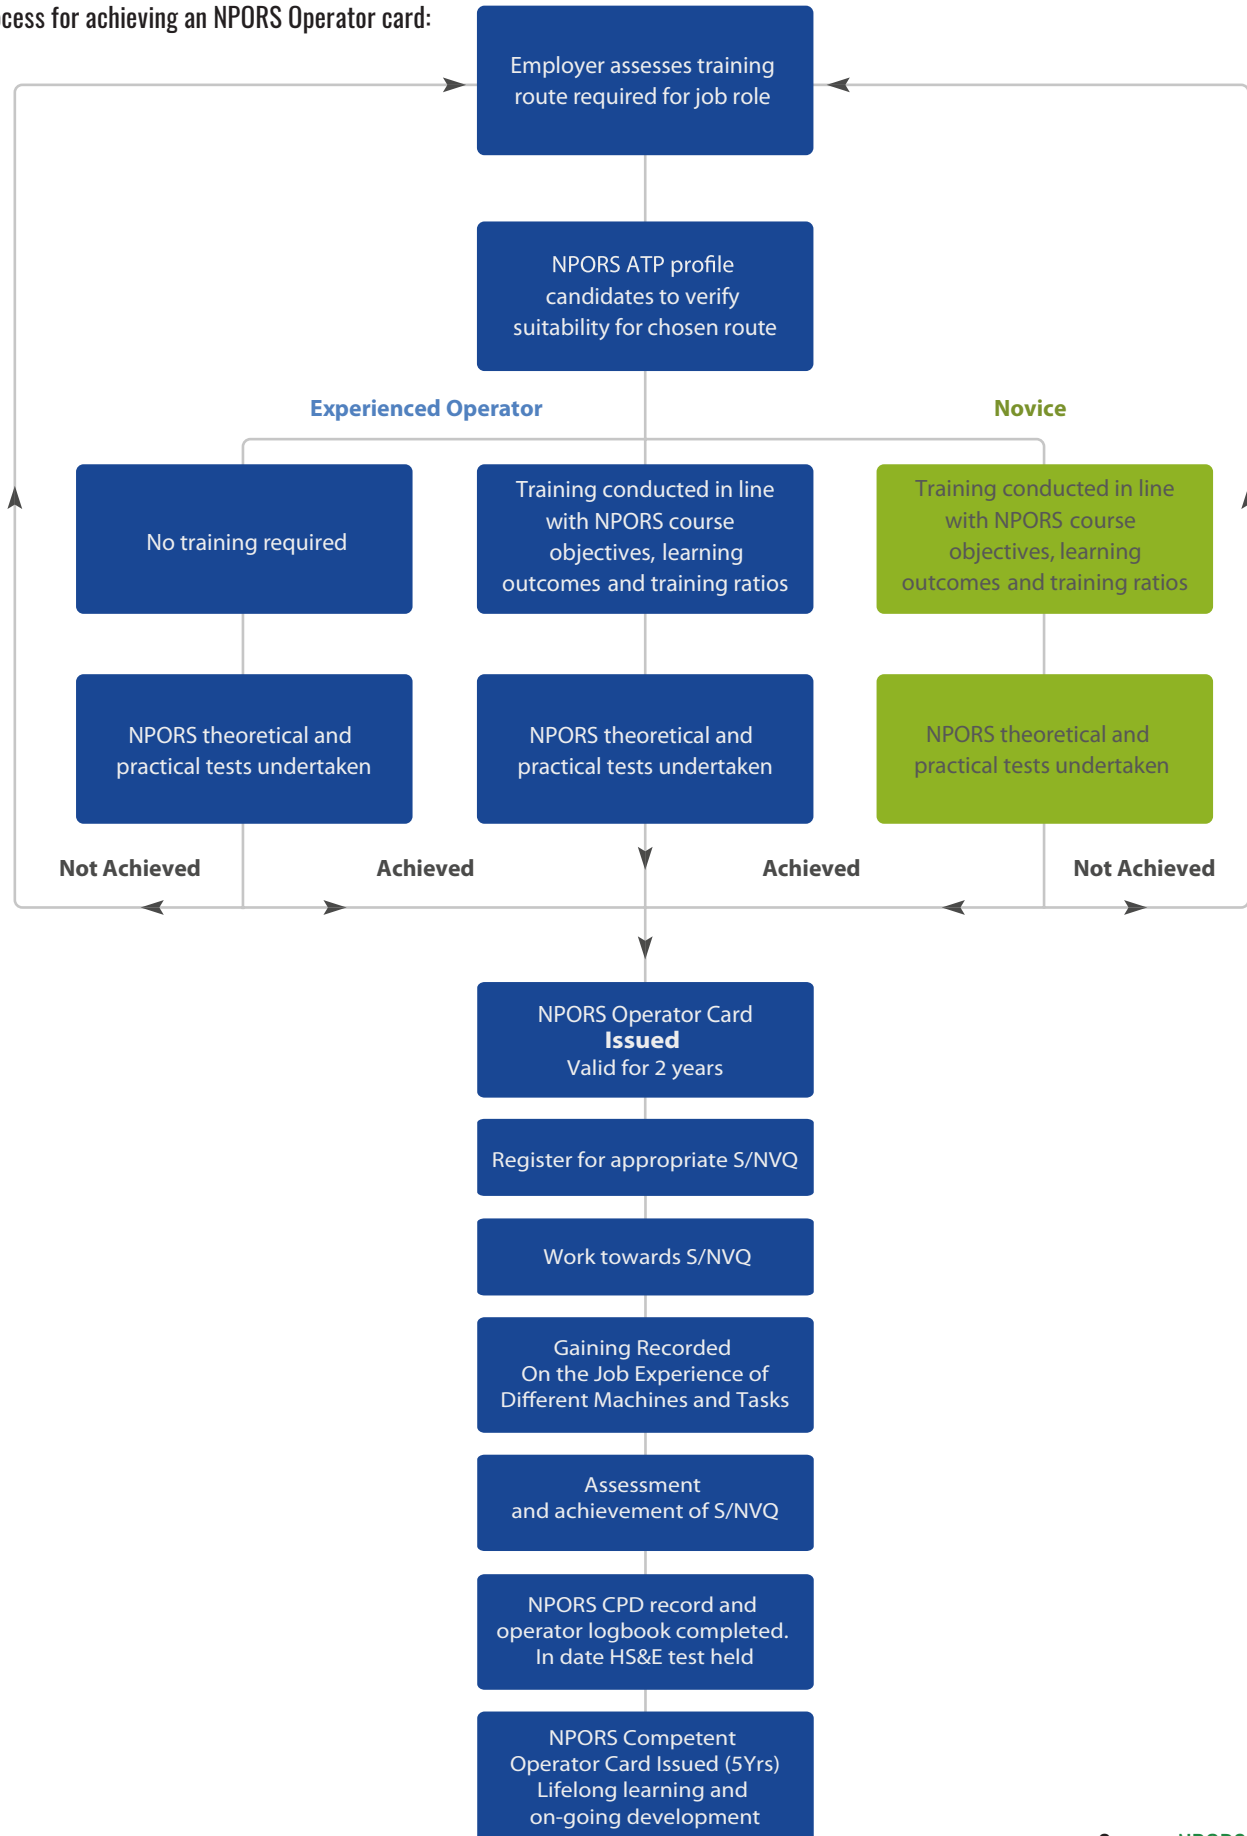 ocess for achieving an NPORS Operator card:
Employer assesses training
route required for job role
NPORS ATP profile
candidates to verify
suitability for chosen route
Experienced Operator
Novice
No training required
Training conducted in line
with NPORS course
objectives, learning
outcomes and training ratios
Training conducted in line
with NPORS course
objectives, learning
outcomes and training ratios
NPORS theoretical and
practical tests undertaken
NPORS theoretical and
practical tests undertaken
NPORS theoretical and
practical tests undertaken
Not Achieved
Achieved
Achieved
Not Achieved
NPORS Operator Card
Issued
Valid for 2 years
Register for appropriate S/NVQ
Work towards S/NVQ
Gaining Recorded
On the Job Experience of
Different Machines and Tasks
Assessment
and achievement of S/NVQ
NPORS CPD record and
operator logbook completed.
In date HS&E test held
NPORS Competent
Operator Card Issued (5Yrs)
Lifelong learning and
on-going development